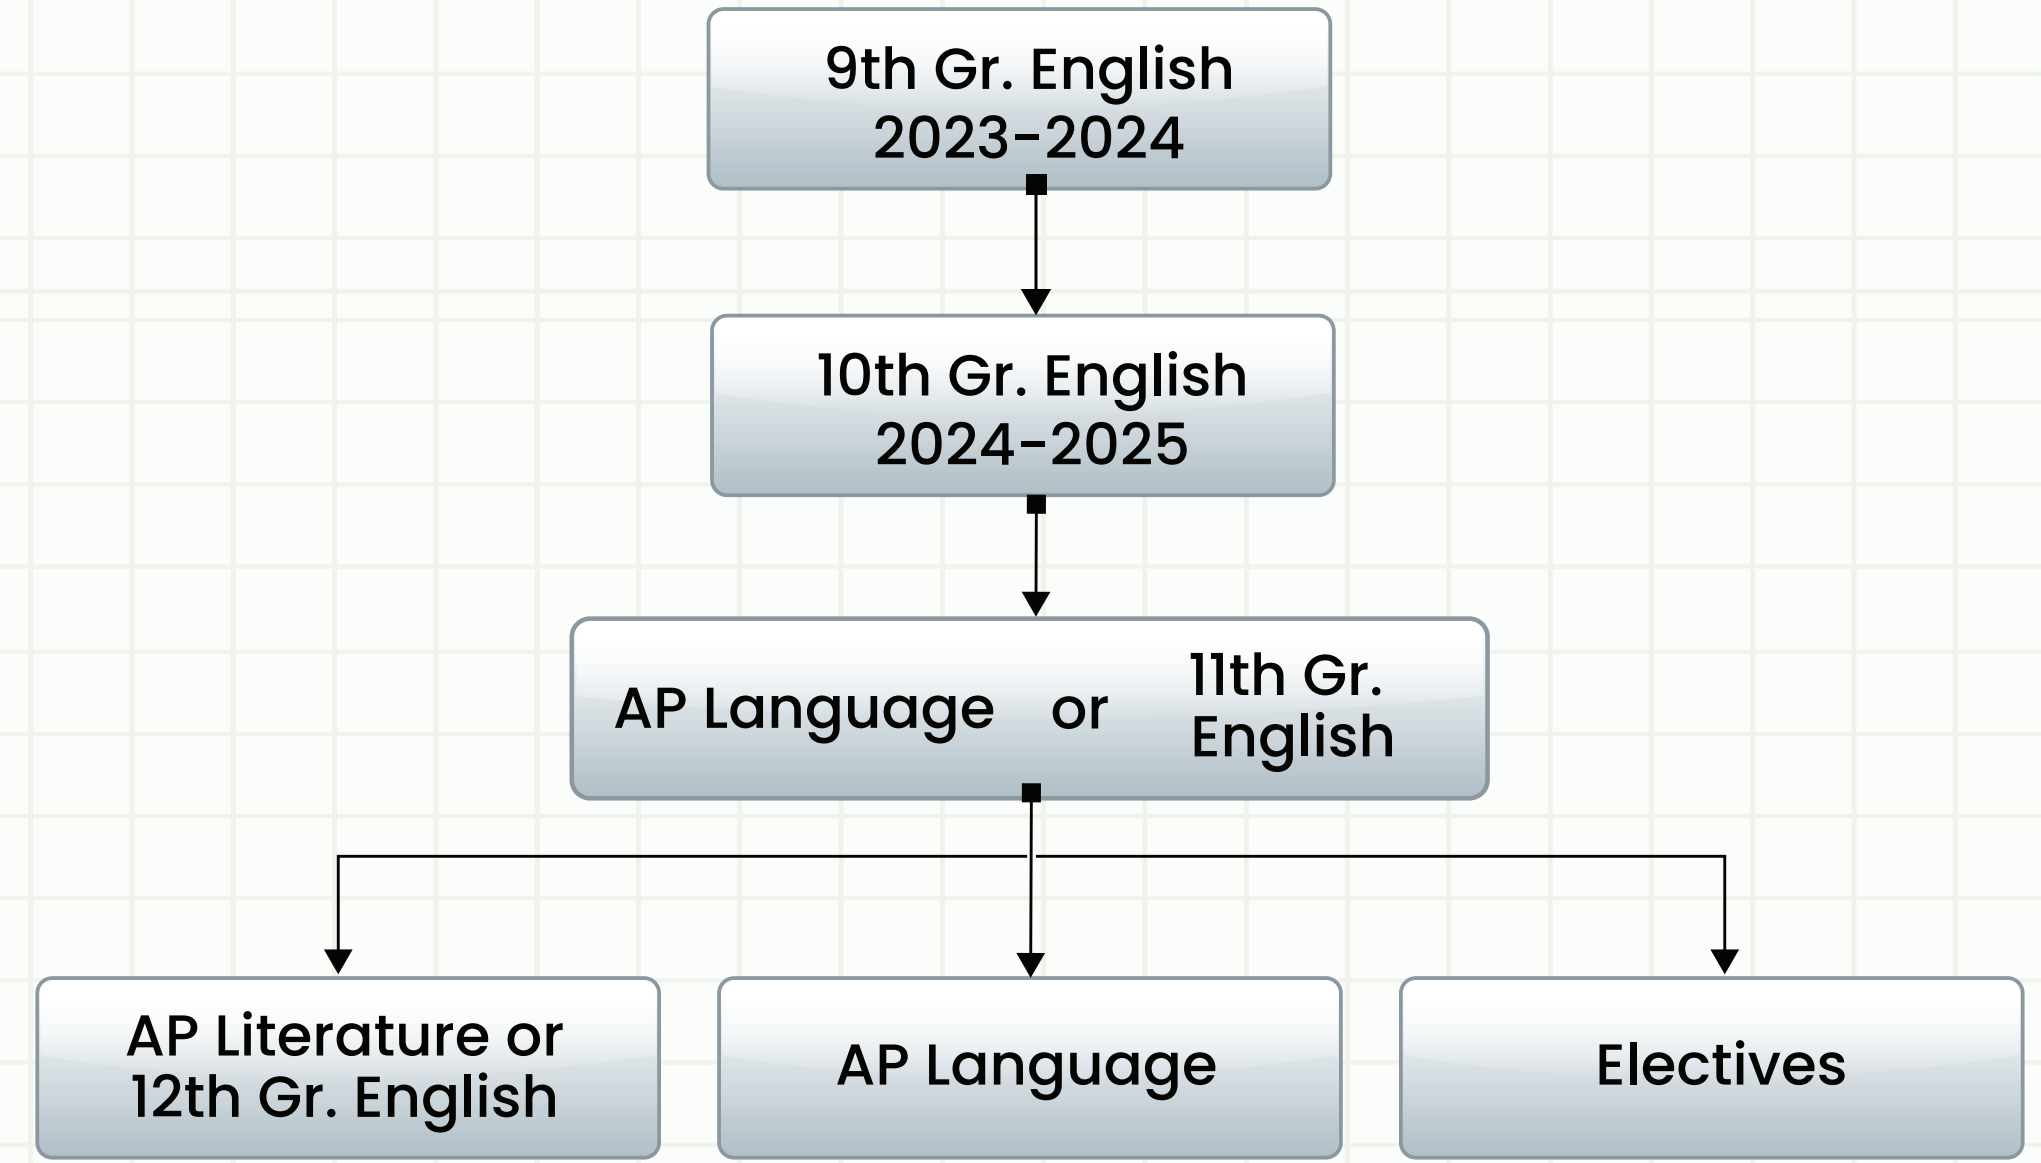 9th Gr. English
2023-2024
10th Gr. English
2024-2025
AP Language or 11th Gr.
English
AP Literature or
12th Gr. English
AP Language
Electives